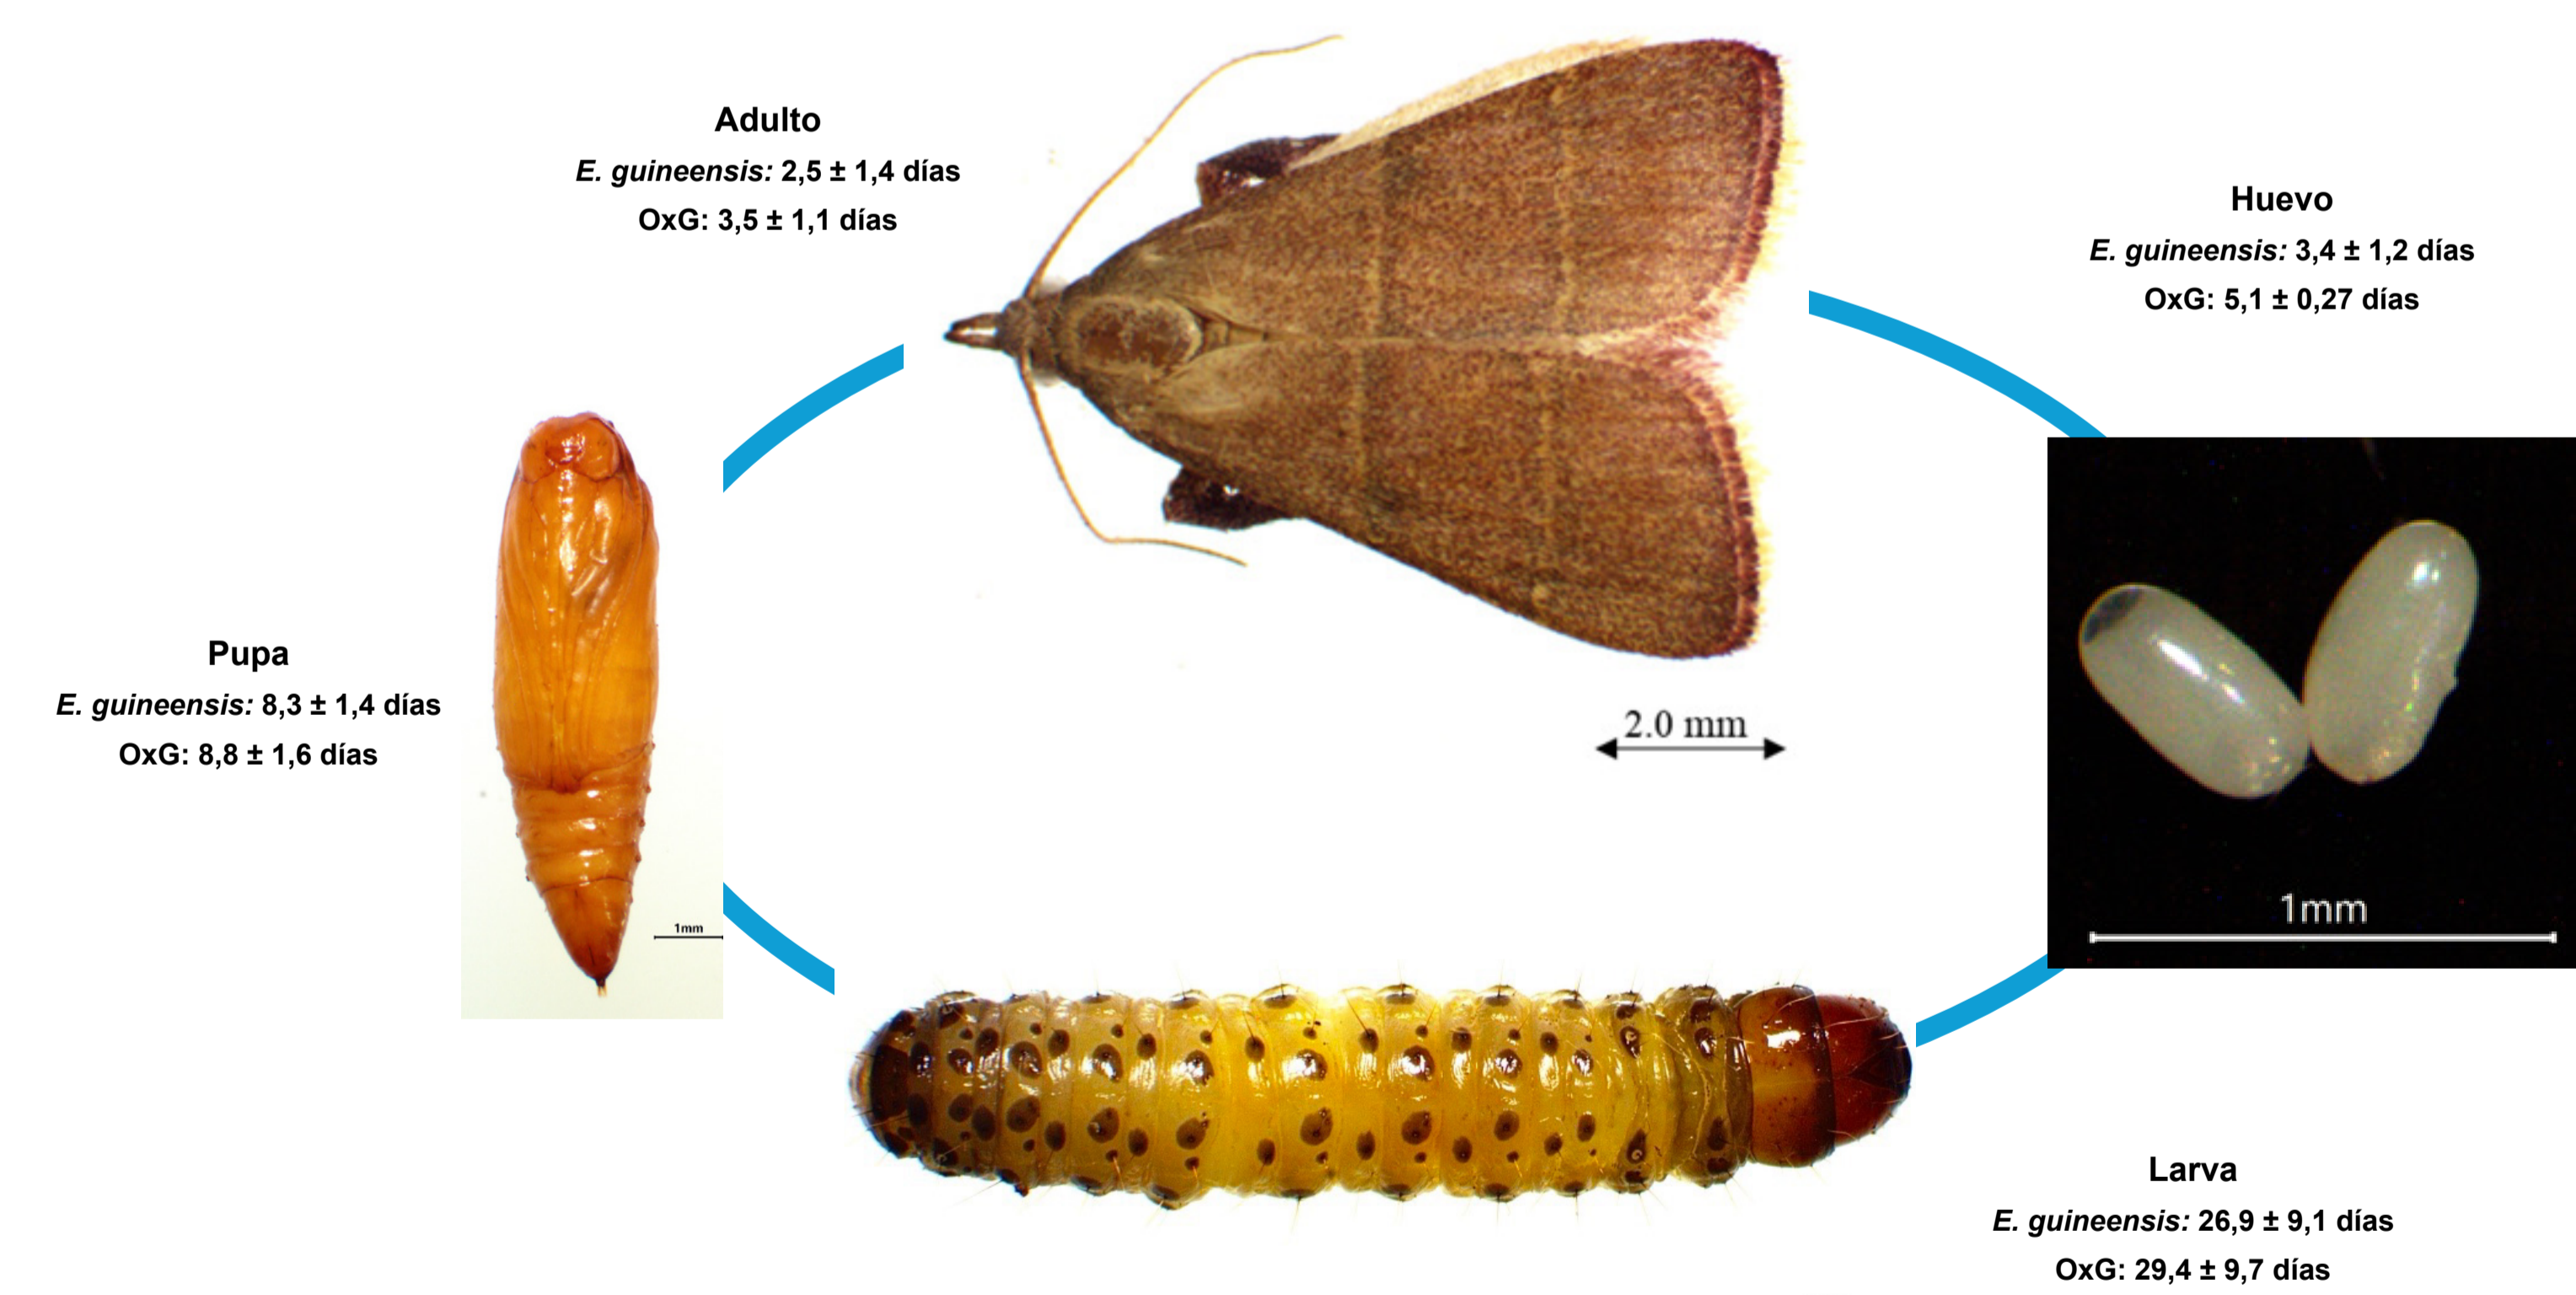 Adulto
E. guineensis: 2,5 ± 1,4 días
OxG: 3,5 ± 1,1 días
Huevo
E. guineensis: 3,4 ± 1,2 días
OxG: 5,1 ± 0,27 días
Pupa
E. guineensis: 8,3 ± 1,4 días
OxG: 8,8 ± 1,6 días
2.0 mm
1mm
1mm
Larva
E. guineensis: 26,9 ± 9,1 días
OxG: 29,4 ± 9,7 días